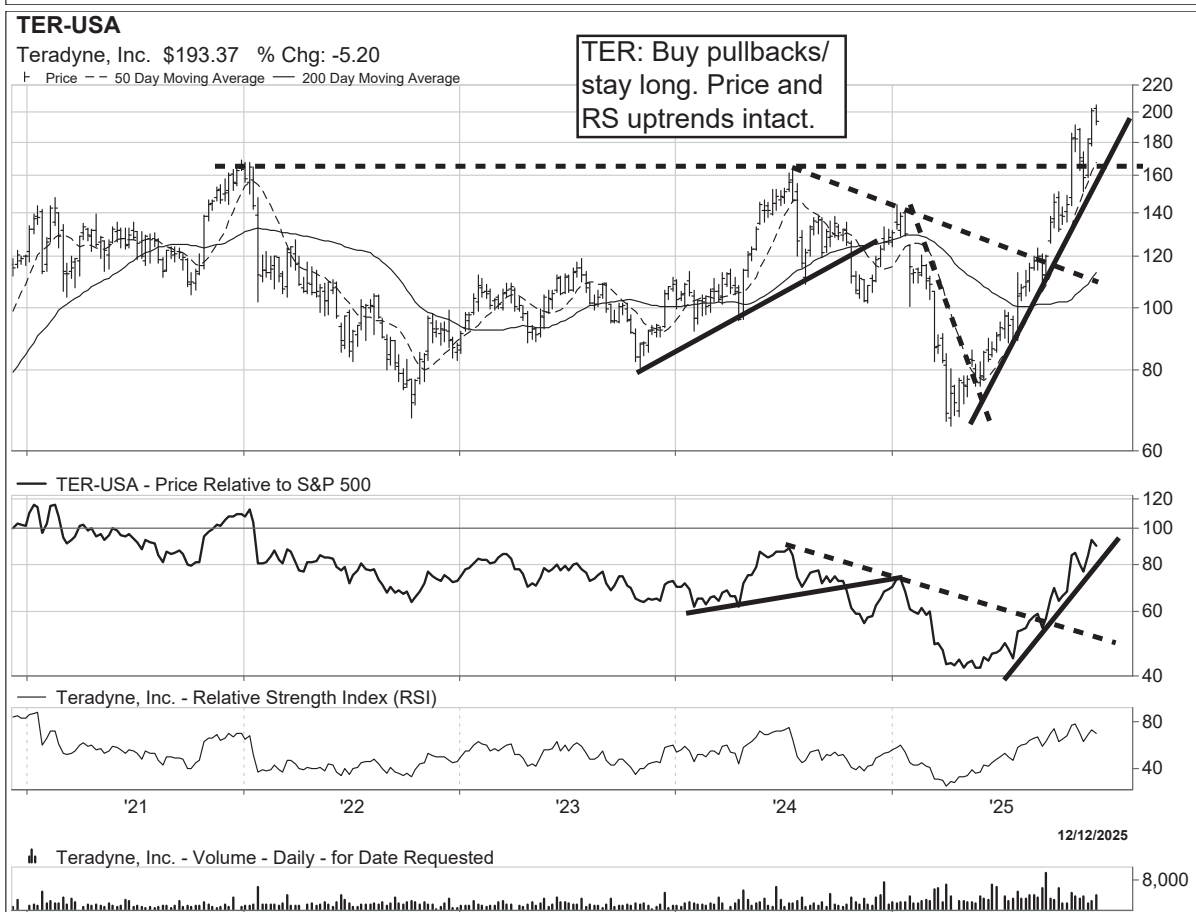 TER-USA
Teradyne, Inc. $193.37 % Chg: -5.20
Price 50 Day Moving Average 200 Day Moving Average
TER: Buy pullbacks/
stay long. Price and
RS uptrends intact.
220
200
180
160
140
120
100
80
60
TER-USA - Price Relative to S&P 500
120
100
80
60
40
Teradyne, Inc. - Relative Strength Index (RSI)
80
40
'21 '22 '23 '24 '25
12/12/2025
Teradyne, Inc. - Volume - Daily - for Date Requested
8,000